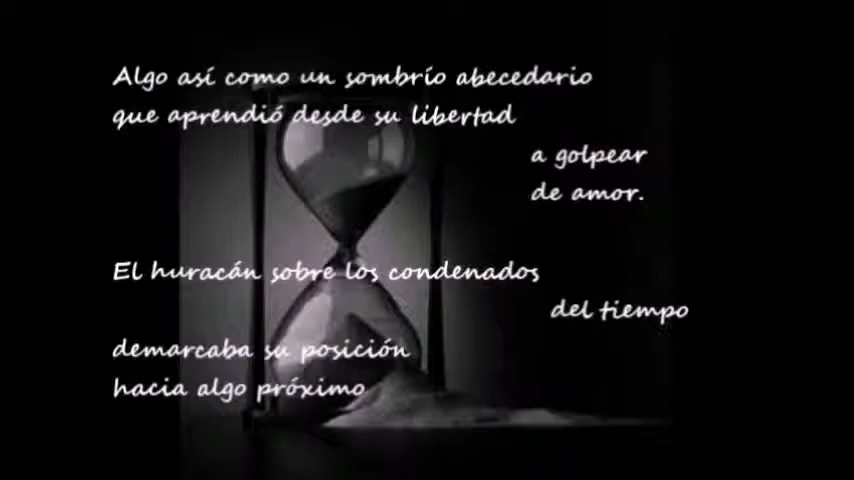 Algo así como un sombrío abecedario
que aprendió desde su libertad
a golpear
de amor.
El huracán sobre los condenados
del tiempo
demarcaba su posición
hacia algo próximo